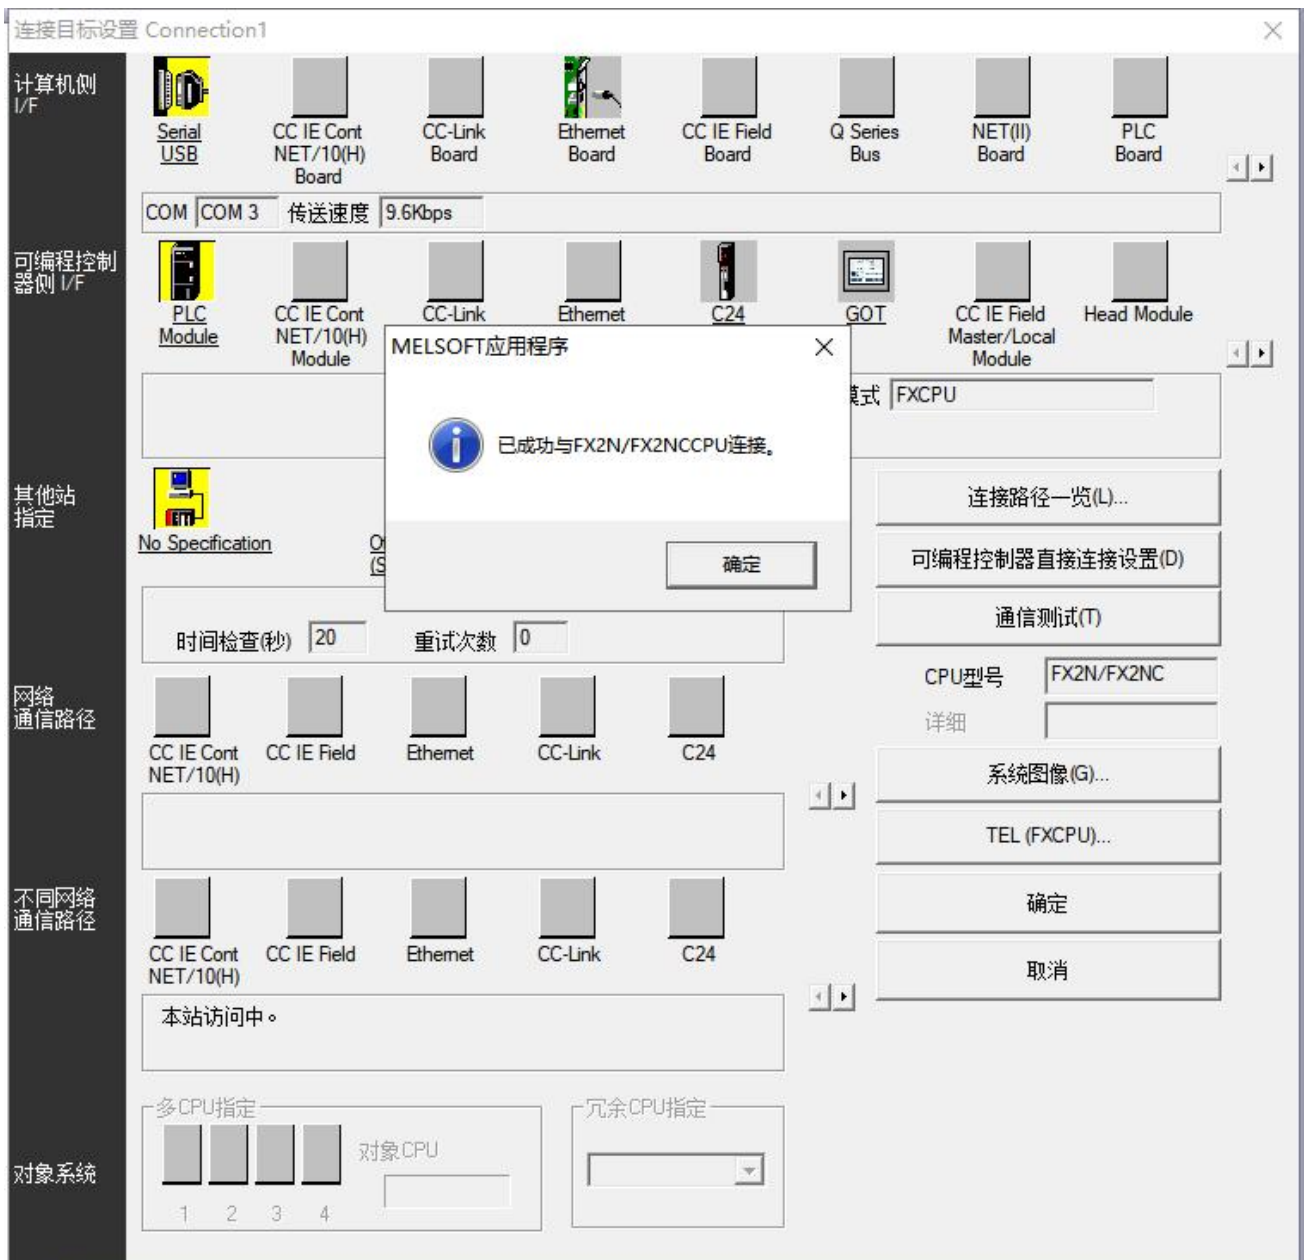 连接目标设置 Connection1
计算机侧
I/F
Serial
USB
CC IE Cont
NET/10(H)
Board
CC-Link
Board
Ethernet
Board
CC IE Field
Board
Q Series
Bus
NET(II)
Board
PLC
Board
COM COM 3 传送速度 9.6Kbps
可编程控制
器侧 I/F
PLC
Module
CC IE Cont
NET/10(H)
Module
CC-Link
Ethernet
C24
GOT
CC IE Field
Master/Local
Module
Head Module
模式 FXCPU
MELSOFT应用程序
已成功与FX2N/FX2NCCPU连接。
确定
其他站
指定
No Specification
时间检查(秒) 20 重试次数 0
连接路径一览(L)...
可编程控制器直接连接设置(D)
通信测试(T)
CPU型号 FX2N/FX2NC
详细
系统图像(G)...
TEL (FXCPU)...
确定
取消
网络
通信路径
CC IE Cont
NET/10(H)
CC IE Field
Ethernet
CC-Link
C24
不同网络
通信路径
CC IE Cont
NET/10(H)
CC IE Field
Ethernet
CC-Link
C24
本站访问中。
对象系统
多CPU指定
1 2 3 4
对象CPU
冗余CPU指定